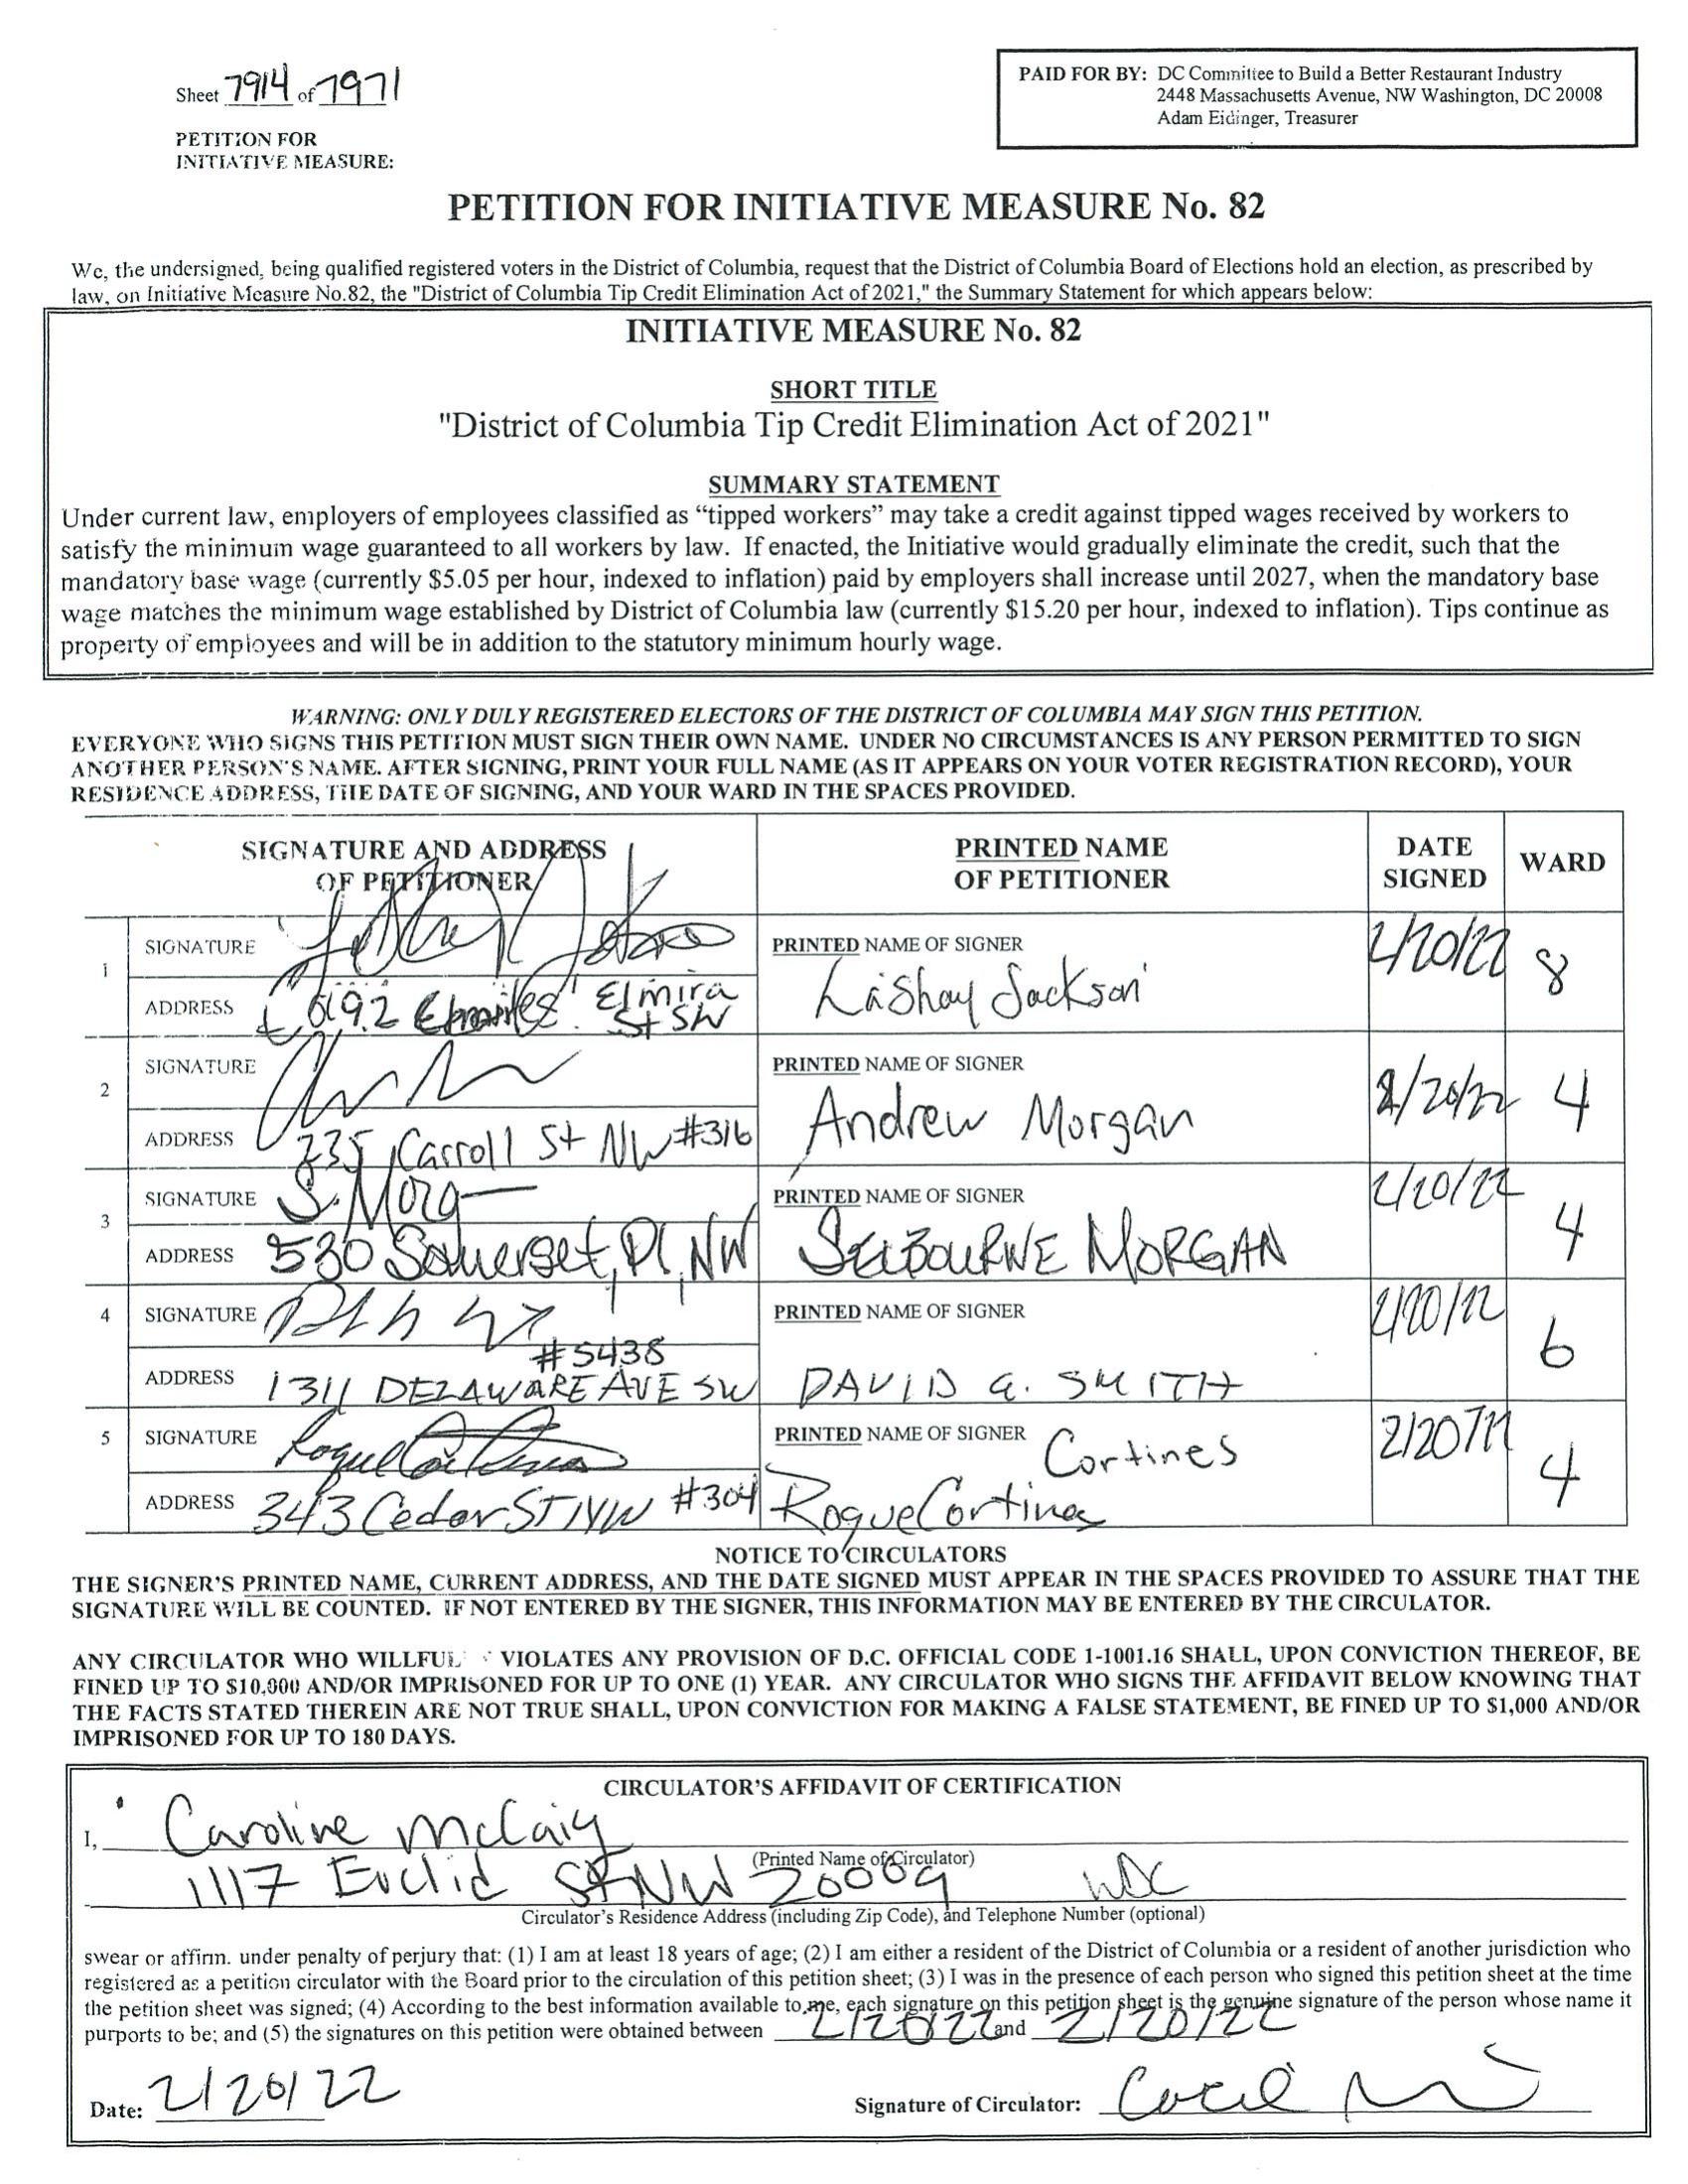 Sheet 7914 of 7971
PAID FOR BY: DC Committee to Build a Better Restaurant Industry
2448 Massachusetts Avenue, NW Washington, DC 20008
Adam Eidinger, Treasurer
PETITION FOR
INITIATIVE MEASURE:
PETITION FOR INITIATIVE MEASURE No. 82
We, the undersigned, being qualified registered voters in the District of Columbia, request that the District of Columbia Board of Elections hold an election, as prescribed by
law, on Initiative Measure No.82, the "District of Columbia Tip Credit Elimination Act of 2021," the Summary Statement for which appears below:
INITIATIVE MEASURE No. 82
SHORT TITLE
"District of Columbia Tip Credit Elimination Act of 2021"
SUMMARY STATEMENT
Under current law, employers of employees classified as “tipped workers” may take a credit against tipped wages received by workers to
satisfy the minimum wage guaranteed to all workers by law. If enacted, the Initiative would gradually eliminate the credit, such that the
mandatory base wage (currently $5.05 per hour, indexed to inflation) paid by employers shall increase until 2027, when the mandatory base
wage matches the minimum wage established by District of Columbia law (currently $15.20 per hour, indexed to inflation). Tips continue as
property of employees and will be in addition to the statutory minimum hourly wage.
WARNING: ONLY DULY REGISTERED ELECTORS OF THE DISTRICT OF COLUMBIA MAY SIGN THIS PETITION.
EVERYONE WHO SIGNS THIS PETITION MUST SIGN THEIR OWN NAME. UNDER NO CIRCUMSTANCES IS ANY PERSON PERMITTED TO SIGN
ANOTHER PERSON'S NAME. AFTER SIGNING, PRINT YOUR FULL NAME (AS IT APPEARS ON YOUR VOTER REGISTRATION RECORD), YOUR
RESIDENCE ADDRESS, THE DATE OF SIGNING, AND YOUR WARD IN THE SPACES PROVIDED.
SIGNATURE AND ADDRESS
OF PETITIONER
PRINTED NAME
OF PETITIONER
DATE
SIGNED
WARD
1
SIGNATURE
PRINTED NAME OF SIGNER
LaShay Jackson
2/20/22
8
ADDRESS Elmira
St SW
2
SIGNATURE
PRINTED NAME OF SIGNER
Andrew Morgan
2/20/22
4
ADDRESS 235 Carroll St NW #316
3
SIGNATURE S. Morg
PRINTED NAME OF SIGNER
SELBOURNE MORGAN
2/20/22
4
ADDRESS 530 Somerset Pl, NW
4
SIGNATURE
PRINTED NAME OF SIGNER
DAVID G. SMITH
2/20/22
6
#5438
ADDRESS 1311 DELAWARE AVE SW
5
SIGNATURE
PRINTED NAME OF SIGNER Cortines
Roque Cortines
2/20
4
ADDRESS 343 Cedar ST NW #304
NOTICE TO CIRCULATORS
THE SIGNER'S PRINTED NAME, CURRENT ADDRESS, AND THE DATE SIGNED MUST APPEAR IN THE SPACES PROVIDED TO ASSURE THAT THE
SIGNATURE WILL BE COUNTED. IF NOT ENTERED BY THE SIGNER, THIS INFORMATION MAY BE ENTERED BY THE CIRCULATOR.
ANY CIRCULATOR WHO WILLFUL VIOLATES ANY PROVISION OF D.C. OFFICIAL CODE 1-1001.16 SHALL, UPON CONVICTION THEREOF, BE
FINED UP TO $10,000 AND/OR IMPRISONED FOR UP TO ONE (1) YEAR. ANY CIRCULATOR WHO SIGNS THE AFFIDAVIT BELOW KNOWING THAT
THE FACTS STATED THEREIN ARE NOT TRUE SHALL, UPON CONVICTION FOR MAKING A FALSE STATEMENT, BE FINED UP TO $1,000 AND/OR
IMPRISONED FOR UP TO 180 DAYS.
CIRCULATOR'S AFFIDAVIT OF CERTIFICATION
I, Caroline McCaig
(Printed Name of Circulator)
1117 Euclid St NW 20009 WDC
Circulator's Residence Address (including Zip Code), and Telephone Number (optional)
swear or affirm. under penalty of perjury that: (1) I am at least 18 years of age; (2) I am either a resident of the District of Columbia or a resident of another jurisdiction who
registered as a petition circulator with the Board prior to the circulation of this petition sheet; (3) I was in the presence of each person who signed this petition sheet at the time
the petition sheet was signed; (4) According to the best information available to me, each signature on this petition sheet is the genuine signature of the person whose name it
purports to be; and (5) the signatures on this petition were obtained between 2/20/22 and 2/20/22
Date: 2/20/22
Signature of Circulator: